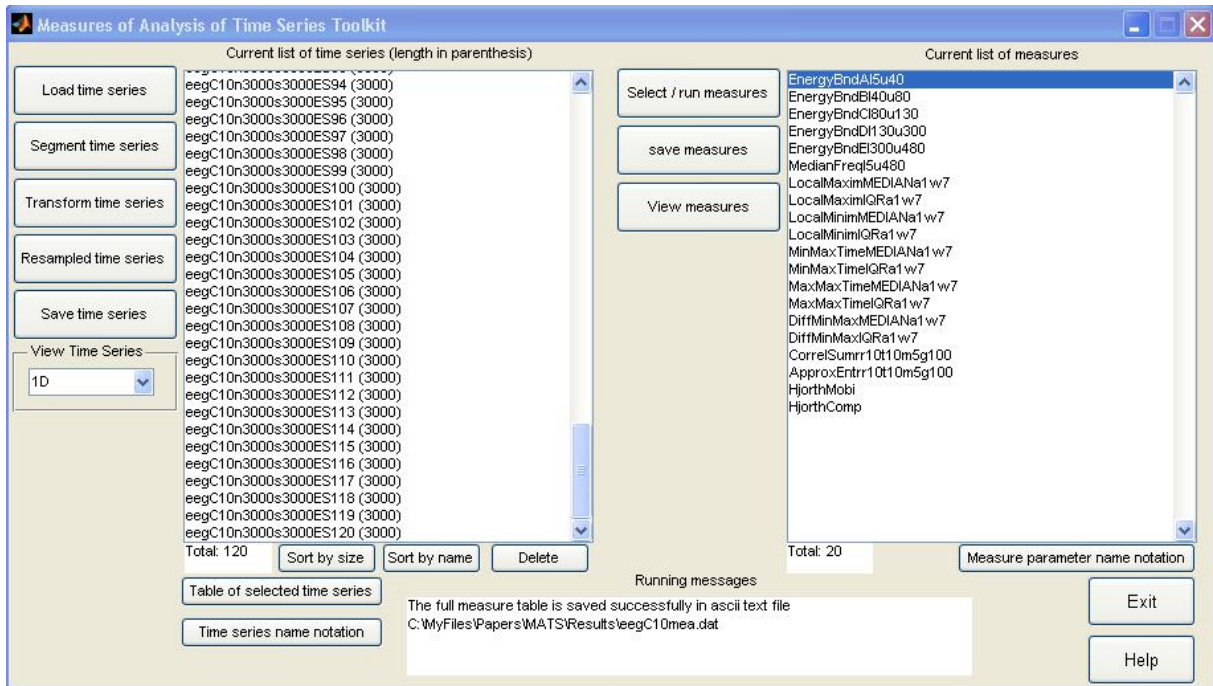 Measures of Analysis of Time Series Toolkit
Current list of time series (length in parenthesis)
Current list of measures
Load time series
Segment time series
Transform time series
Resampled time series
Save time series
View Time Series
1D
eegC10n3000s3000ES94 (3000)
eegC10n3000s3000ES95 (3000)
eegC10n3000s3000ES96 (3000)
eegC10n3000s3000ES97 (3000)
eegC10n3000s3000ES98 (3000)
eegC10n3000s3000ES99 (3000)
eegC10n3000s3000ES100 (3000)
eegC10n3000s3000ES101 (3000)
eegC10n3000s3000ES102 (3000)
eegC10n3000s3000ES103 (3000)
eegC10n3000s3000ES104 (3000)
eegC10n3000s3000ES105 (3000)
eegC10n3000s3000ES106 (3000)
eegC10n3000s3000ES107 (3000)
eegC10n3000s3000ES108 (3000)
eegC10n3000s3000ES109 (3000)
eegC10n3000s3000ES110 (3000)
eegC10n3000s3000ES111 (3000)
eegC10n3000s3000ES112 (3000)
eegC10n3000s3000ES113 (3000)
eegC10n3000s3000ES114 (3000)
eegC10n3000s3000ES115 (3000)
eegC10n3000s3000ES116 (3000)
eegC10n3000s3000ES117 (3000)
eegC10n3000s3000ES118 (3000)
eegC10n3000s3000ES119 (3000)
eegC10n3000s3000ES120 (3000)
Total: 120
Sort by size
Sort by name
Delete
Table of selected time series
Time series name notation
Select / run measures
save measures
View measures
EnergyBndAl5u40
EnergyBndBl40u80
EnergyBndCl80u130
EnergyBndDl130u300
EnergyBndEl300u480
MedianFreql5u480
LocalMaximMEDIANa1w7
LocalMaximIQRa1w7
LocalMinimMEDIANa1w7
LocalMinimIQRa1w7
MinMaxTimeMEDIANa1w7
MinMaxTimeIQRa1w7
MaxMaxTimeMEDIANa1w7
MaxMaxTimeIQRa1w7
DiffMinMaxMEDIANa1w7
DiffMinMaxIQRa1w7
CorrelSumrr10t10m5g100
ApproxEntrr10t10m5g100
HjorthMobi
HjorthComp
Total: 20
Measure parameter name notation
Running messages
The full measure table is saved successfully in ascii text file
C:\MyFiles\Papers\MATS\Results\eegC10mea.dat
Exit
Help